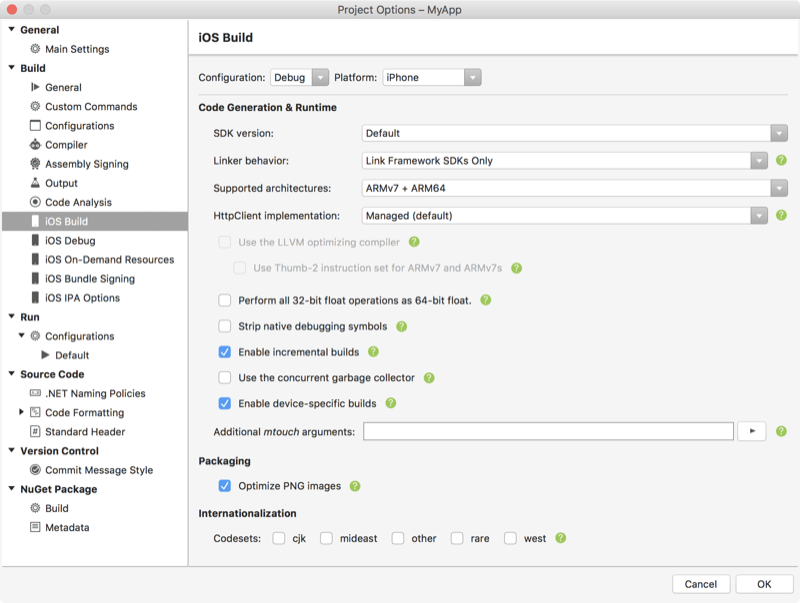 Project Options – MyApp
General
Main Settings
Build
General
Custom Commands
Configurations
Compiler
Assembly Signing
Output
Code Analysis
iOS Build
iOS Debug
iOS On-Demand Resources
iOS Bundle Signing
iOS IPA Options
Run
Configurations
Default
Source Code
.NET Naming Policies
Code Formatting
Standard Header
Version Control
Commit Message Style
NuGet Package
Build
Metadata
iOS Build
Configuration: Debug Platform: iPhone
Code Generation & Runtime
SDK version: Default
Linker behavior: Link Framework SDKs Only ?
Supported architectures: ARMv7 + ARM64
HttpClient implementation: Managed (default) ?
Use the LLVM optimizing compiler ?
Use Thumb-2 instruction set for ARMv7 and ARMv7s ?
Perform all 32-bit float operations as 64-bit float. ?
Strip native debugging symbols ?
Enable incremental builds ?
Use the concurrent garbage collector ?
Enable device-specific builds ?
Additional mtouch arguments: ?
Packaging
Optimize PNG images ?
Internationalization
Codesets: cjk mideast other rare west ?
Cancel OK